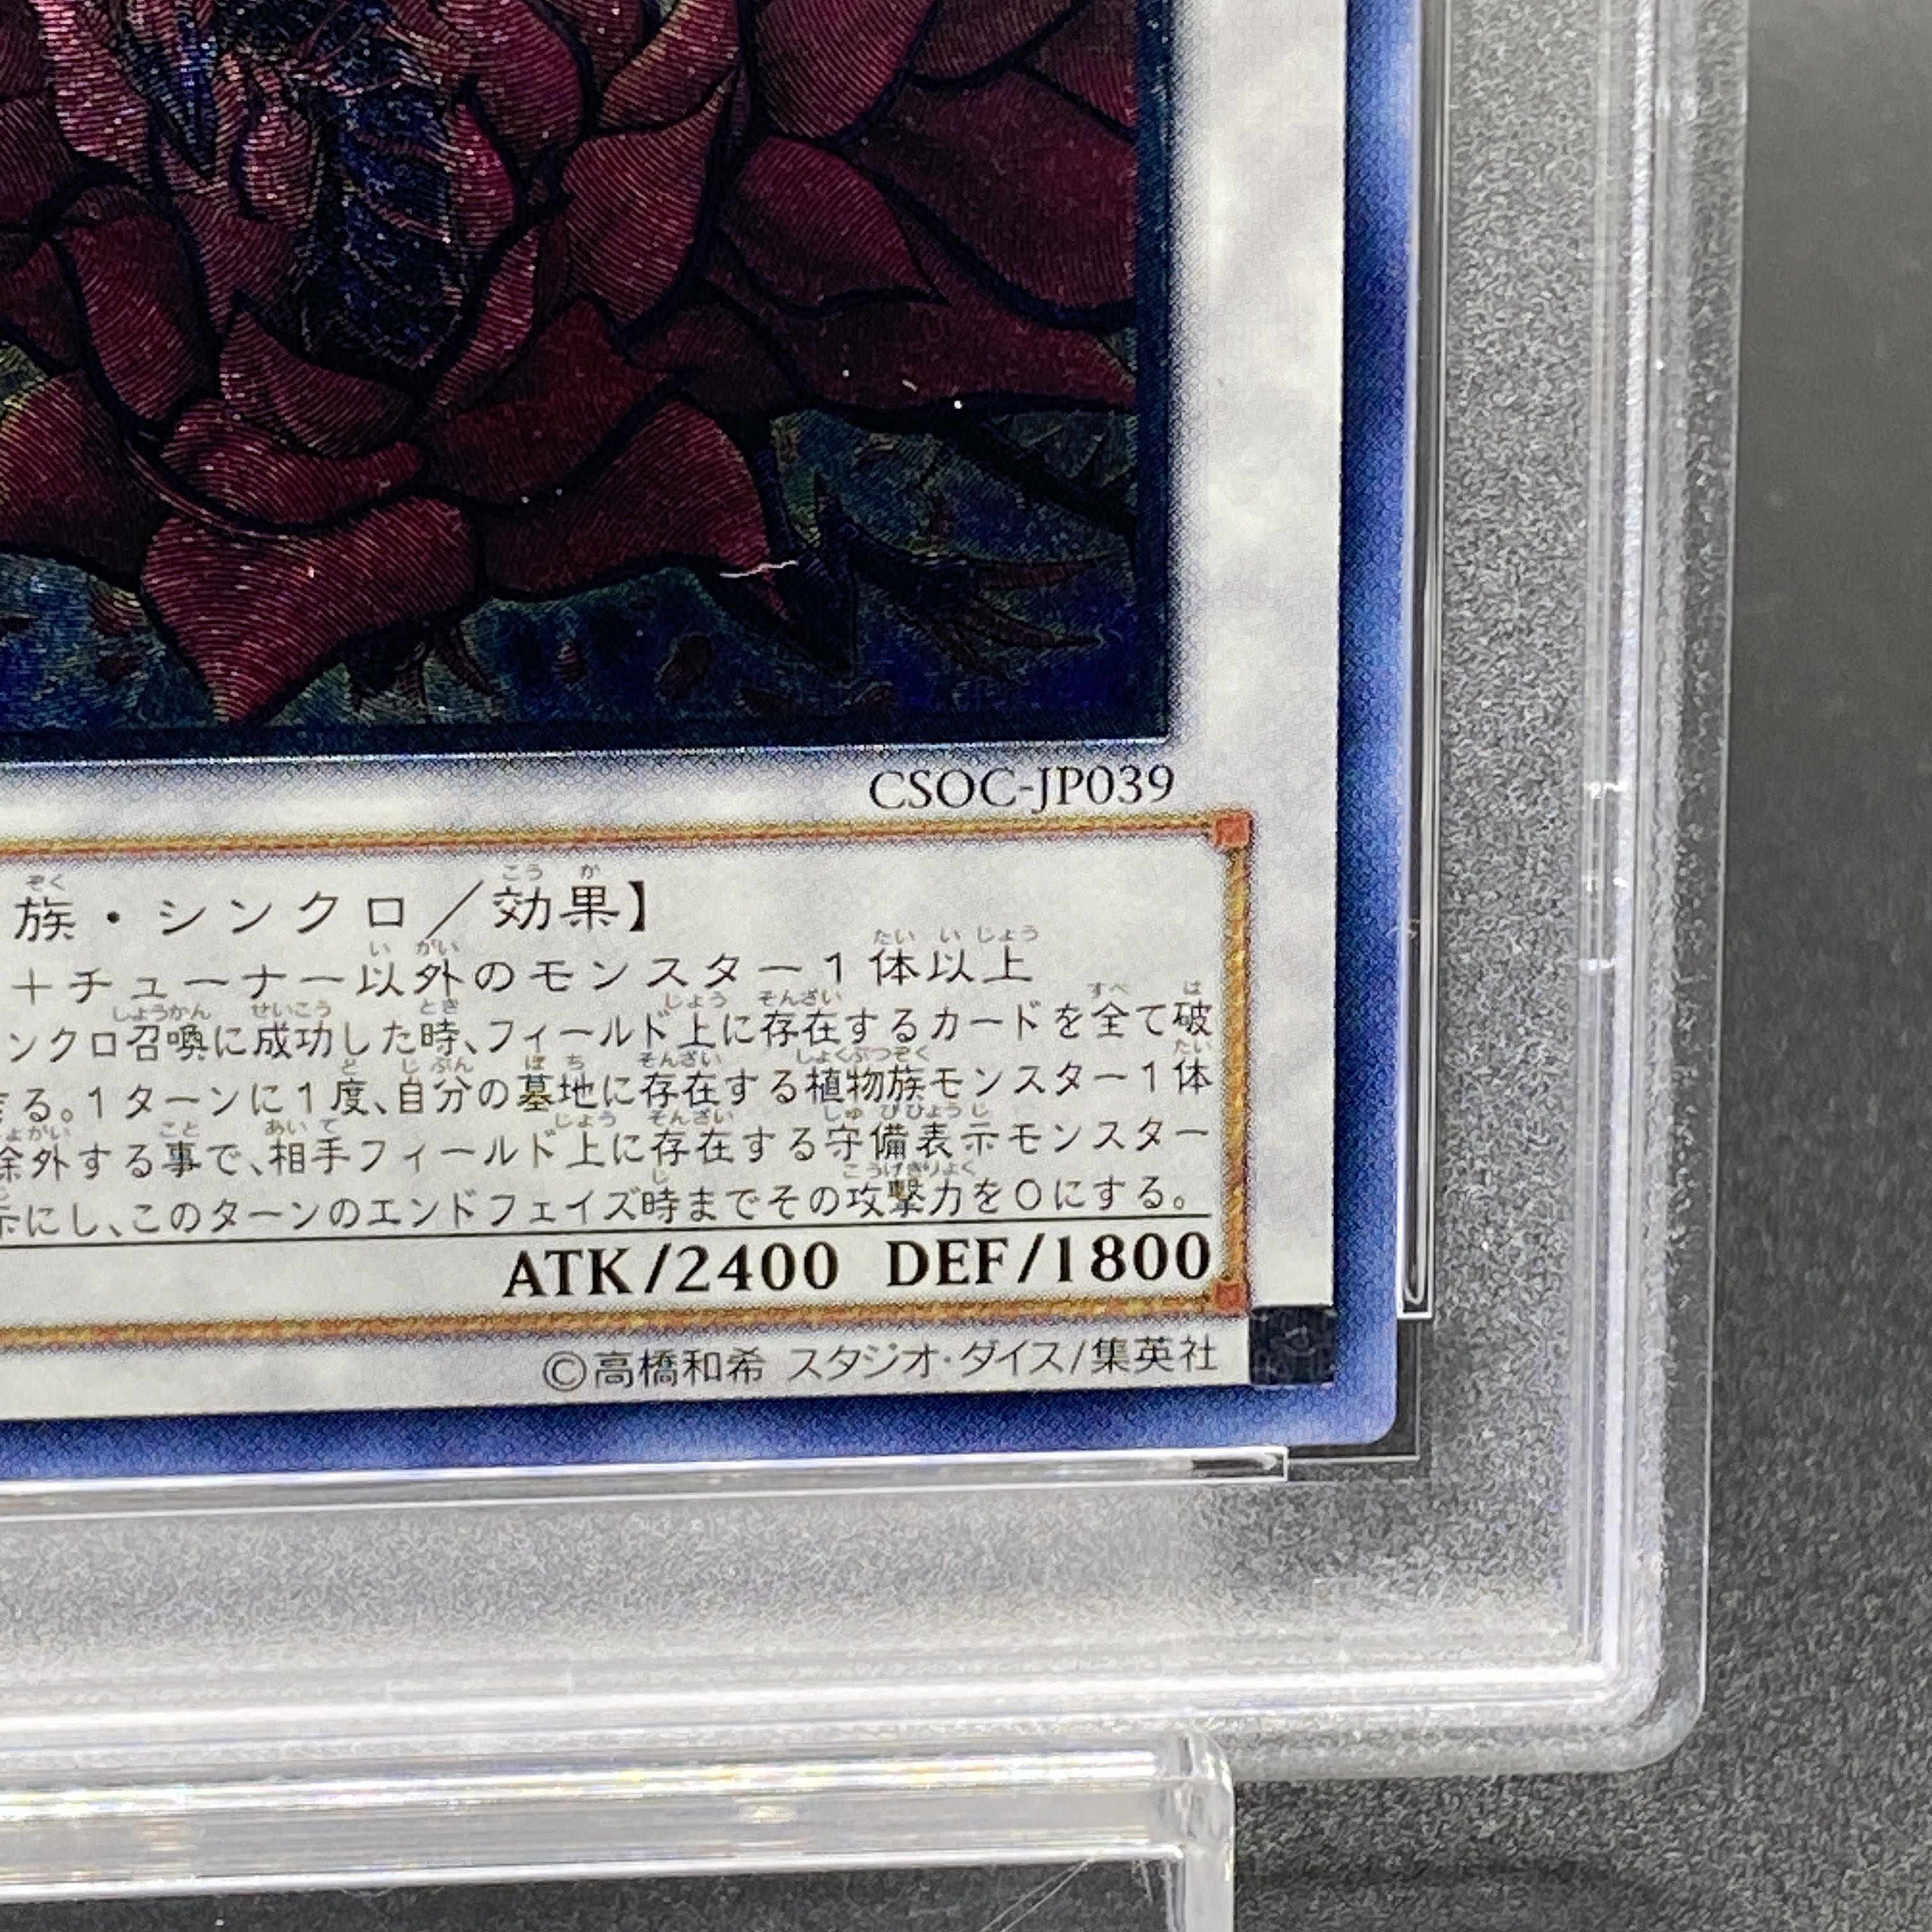 CSOC-JP039
族・シンクロ/効果】
+チューナー以外のモンスター1体以上
ンクロ召喚に成功した時、フィールド上に存在するカードを全て破
る。1ターンに1度、自分の墓地に存在する植物族モンスター1体
除外する事で、相手フィールド上に存在する守備表示モンスター
示にし、このターンのエンドフェイズ時までその攻撃力を0にする。
ATK/2400 DEF/1800
©高橋和希 スタジオ・ダイス/集英社